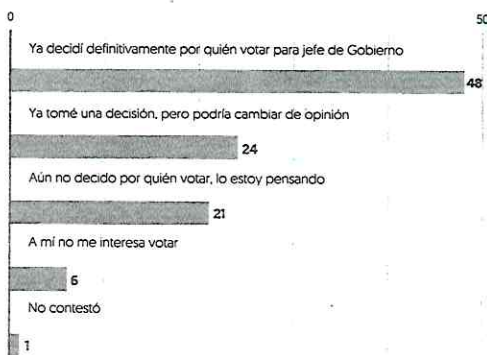 0 50
Ya decidí definitivamente por quién votar para jefe de Gobierno
48
Ya tomé una decisión, pero podría cambiar de opinión
24
Aún no decido por quién votar, lo estoy pensando
21
A mí no me interesa votar
6
No contestó
1